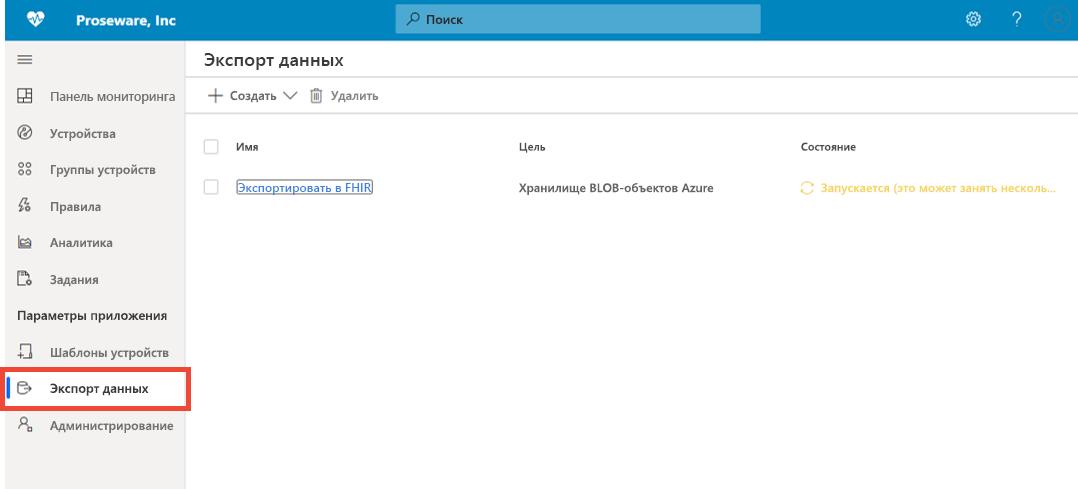 Proseware, Inc
Поиск
?
Экспорт данных
Создать
Удалить
Панель мониторинга
Устройства
Группы устройств
Правила
Аналитика
Задания
Параметры приложения
Шаблоны устройств
Экспорт данных
Администрирование
Имя Цель Состояние
Экспортировать в FHIR Хранилище BLOB-объектов Azure Запускается (это может занять несколь...